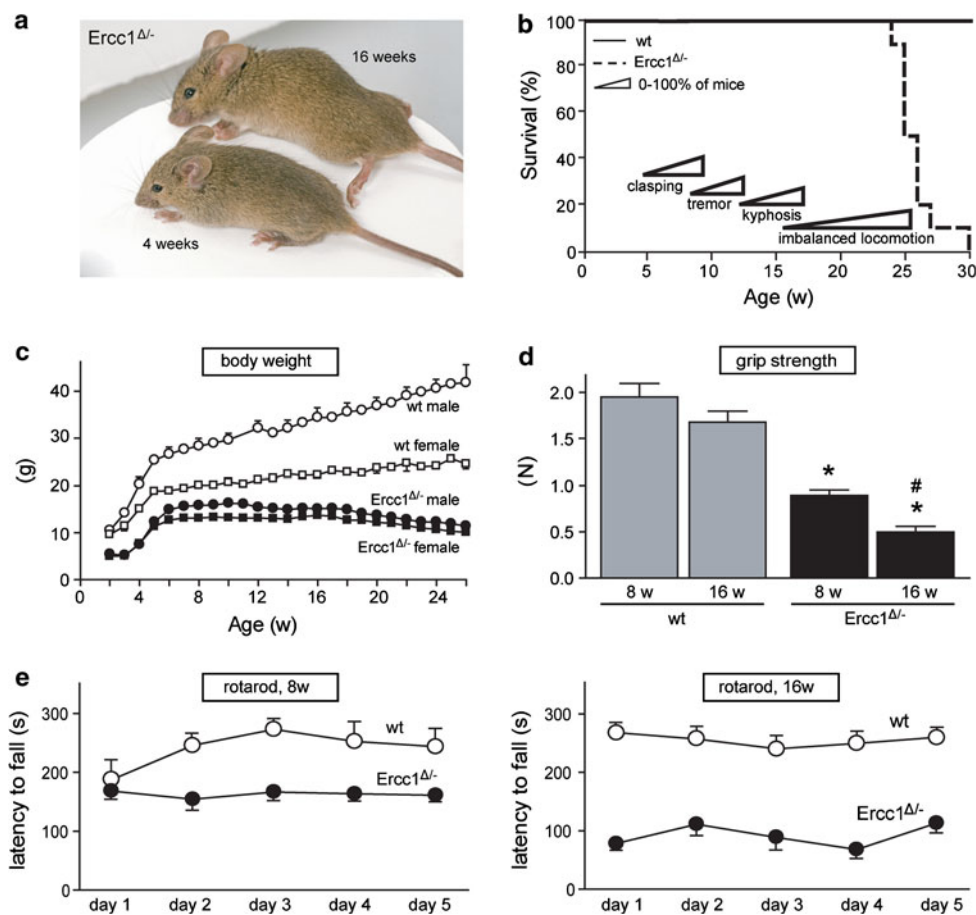 a
Ercc1Δ/-
16 weeks
4 weeks
b
Survival (%)
100
80
60
40
20
0
wt
Ercc1Δ/-
0-100% of mice
clasping
tremor
kyphosis
imbalanced locomotion
0 5 10 15 20 25 30
Age (w)
c
body weight
(g)
40
30
20
10
0
wt male
wt female
Ercc1Δ/- male
Ercc1Δ/- female
0 4 8 12 16 20 24
Age (w)
d
grip strength
(N)
2.0
1.5
1.0
0.5
0.0
*
#
*
8 w 16 w 8 w 16 w
wt Ercc1Δ/-
e
rotarod, 8w
latency to fall (s)
300
200
100
0
wt
Ercc1Δ/-
day 1 day 2 day 3 day 4 day 5
rotarod, 16w
latency to fall (s)
300
200
100
0
wt
Ercc1Δ/-
day 1 day 2 day 3 day 4 day 5